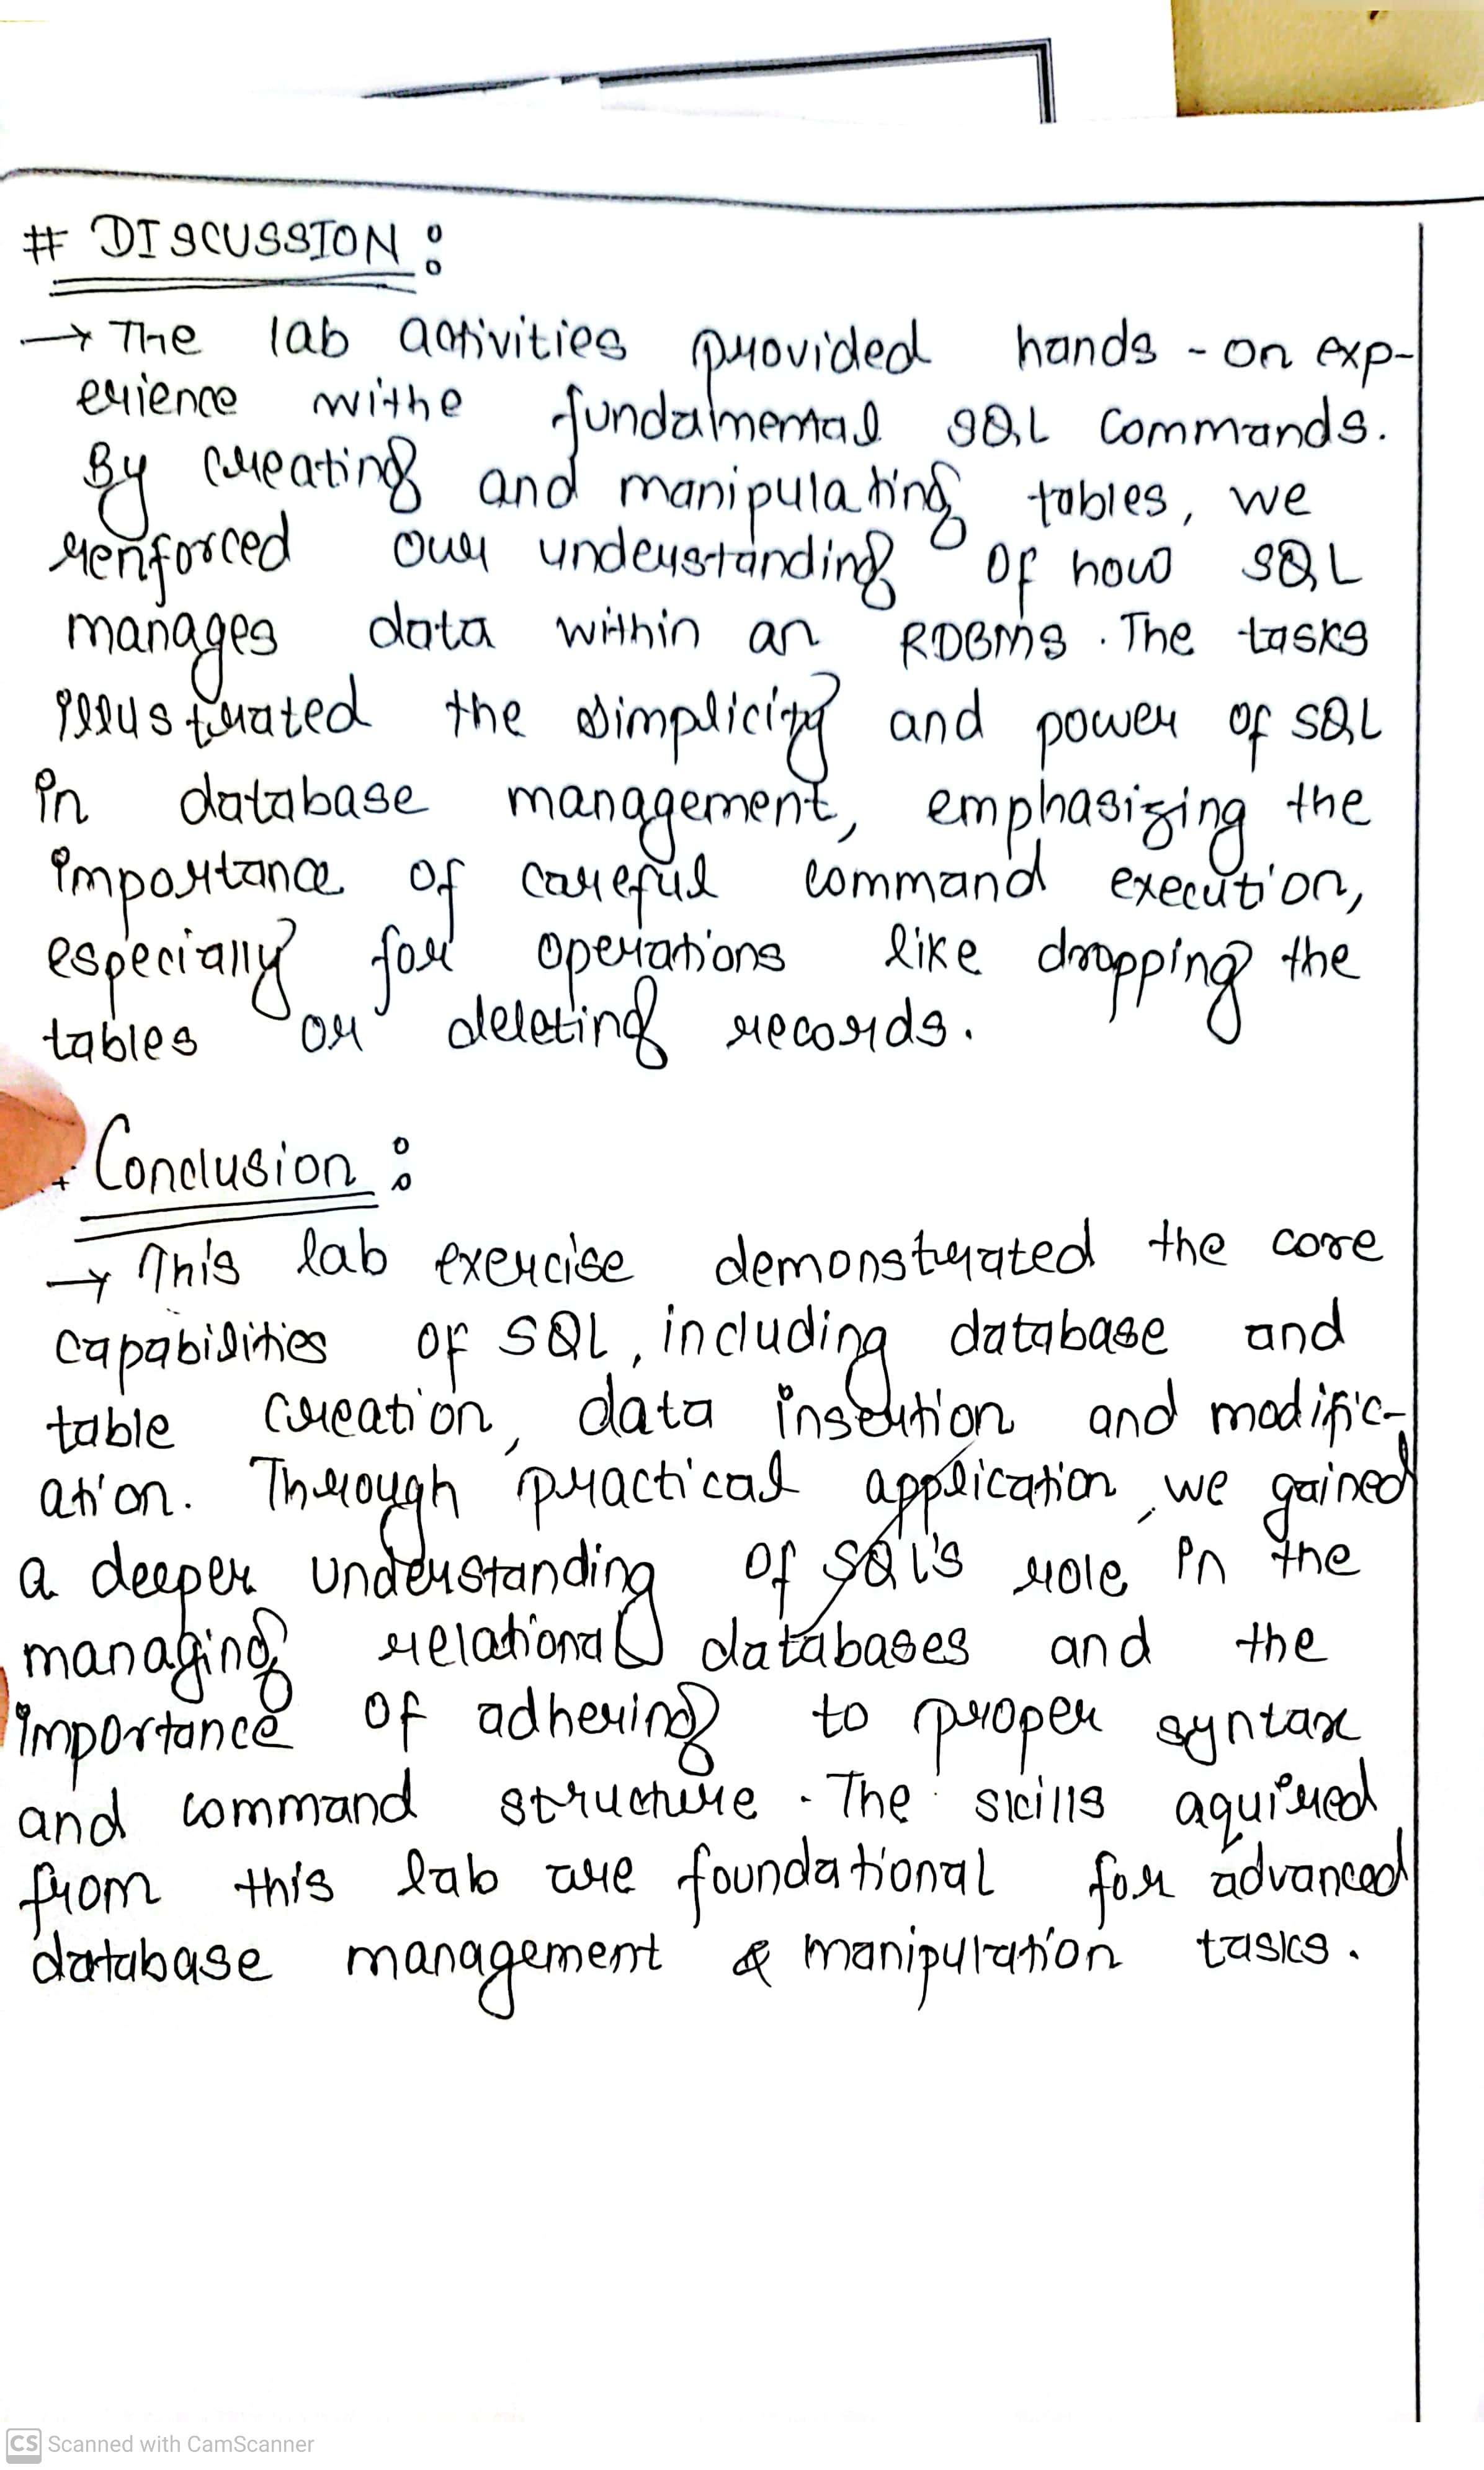 # DISCUSSION :
→ The lab activities provided hands - on exp-
erience withe fundamental SQL commands.
By creating and manipulating tables, we
renforced our understanding of how SQL
manages data within an RDBMS . The tasks
illustrated the simplicity and power of SQL
in database management, emphasizing the
importance of careful command execution,
especially for operations like dropping the
tables or deleting records.
Conclusion :
→ This lab exercise demonstrated the core
capabilities of SQL, including database and
table creation, data insertion and modific-
ation. Through practical application, we gained
a deeper understanding of SQL's role in the
managing relational databases and the
importance of adhering to proper syntax
and command structure . The skills aquired
from this lab are foundational for advanced
database management & manipulation tasks.
CS Scanned with CamScanner